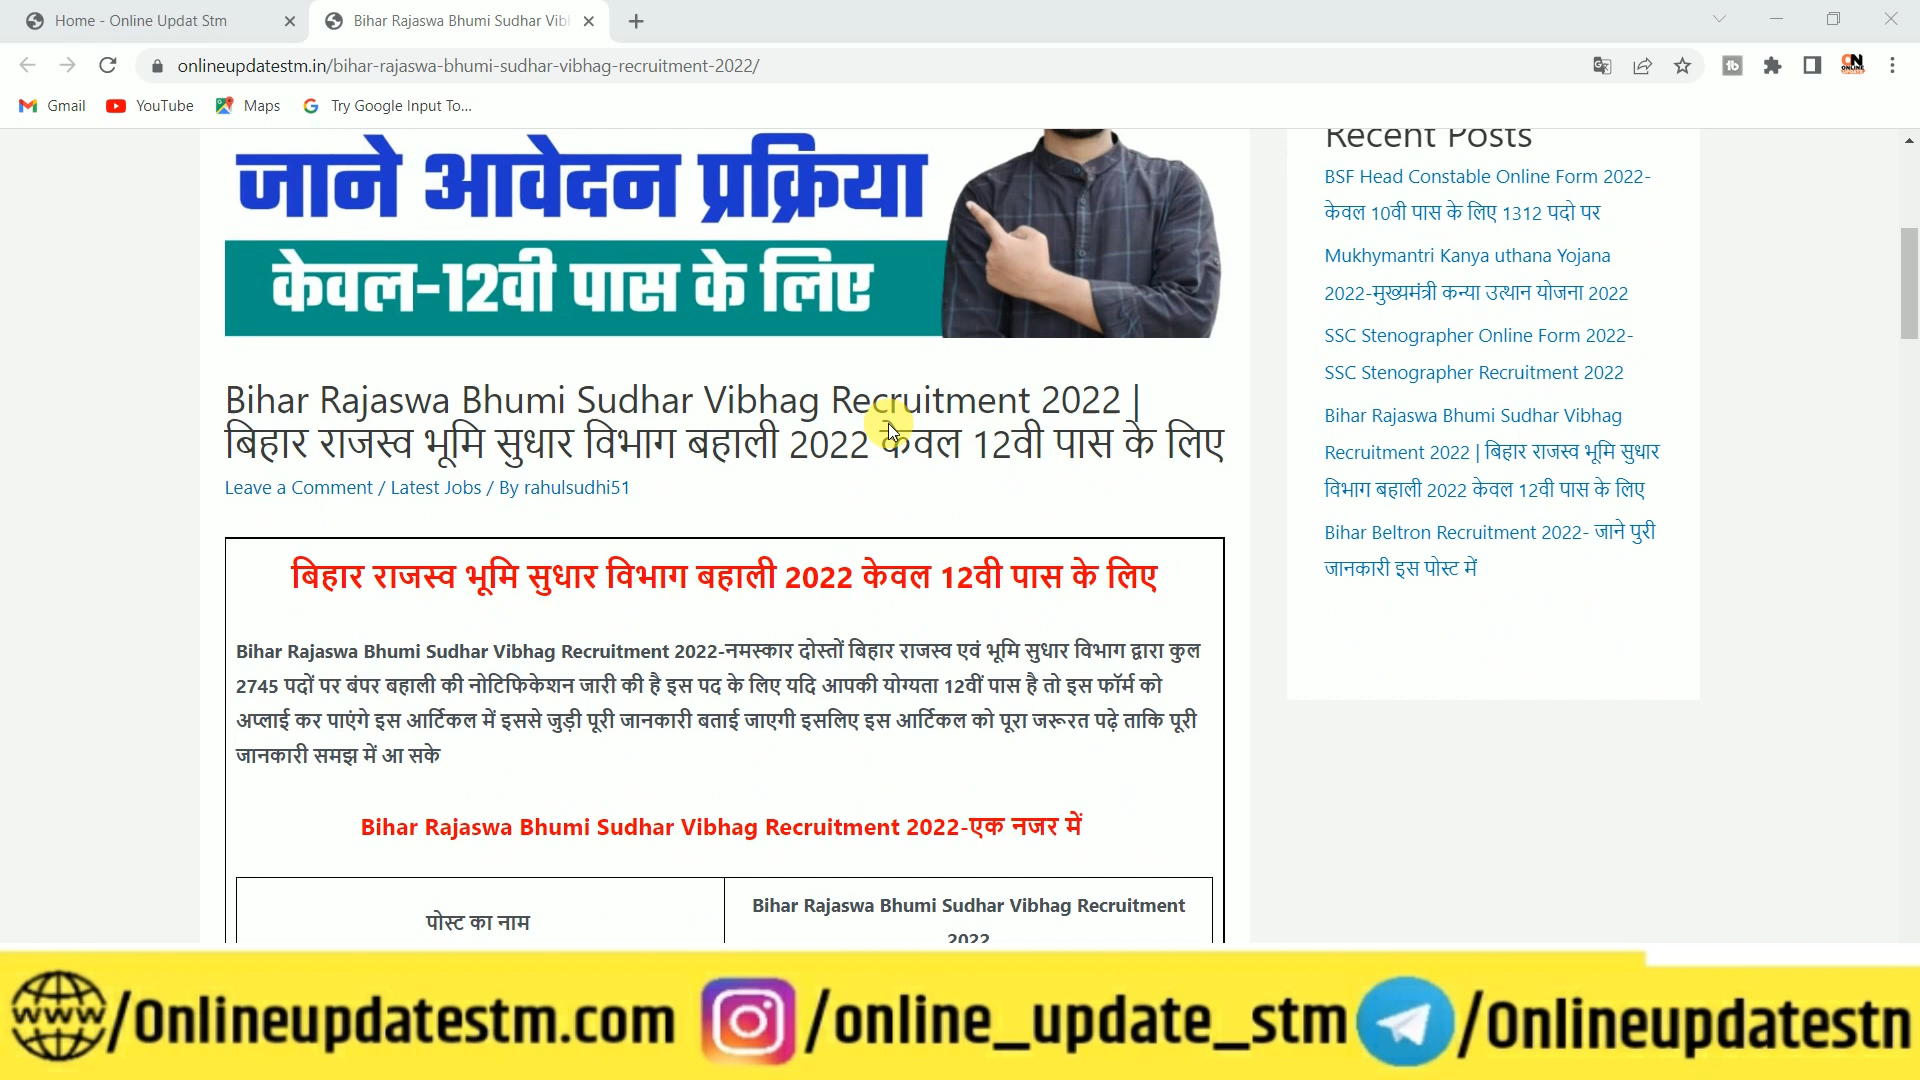 Home - Online Updat Stm
Bihar Rajaswa Bhumi Sudhar Vib
onlineupdatestm.in/bihar-rajaswa-bhumi-sudhar-vibhag-recruitment-2022/
Gmail
YouTube
Maps
Try Google Input To...
जाने आवेदन प्रक्रिया
केवल-12वी पास के लिए
Bihar Rajaswa Bhumi Sudhar Vibhag Recruitment 2022 |
बिहार राजस्व भूमि सुधार विभाग बहाली 2022 केवल 12वी पास के लिए
Leave a Comment / Latest Jobs / By rahulsudhi51
बिहार राजस्व भूमि सुधार विभाग बहाली 2022 केवल 12वी पास के लिए
Bihar Rajaswa Bhumi Sudhar Vibhag Recruitment 2022-नमस्कार दोस्तों बिहार राजस्व एवं भूमि सुधार विभाग द्वारा कुल
2745 पदों पर बंपर बहाली की नोटिफिकेशन जारी की है इस पद के लिए यदि आपकी योग्यता 12वीं पास है तो इस फॉर्म को
अप्लाई कर पाएंगे इस आर्टिकल में इससे जुड़ी पूरी जानकारी बताई जाएगी इसलिए इस आर्टिकल को पूरा जरूरत पढ़े ताकि पूरी
जानकारी समझ में आ सके
Bihar Rajaswa Bhumi Sudhar Vibhag Recruitment 2022-एक नजर में
पोस्ट का नाम
Bihar Rajaswa Bhumi Sudhar Vibhag Recruitment
2022
Recent Posts
BSF Head Constable Online Form 2022-
केवल 10वी पास के लिए 1312 पदो पर
Mukhymantri Kanya uthana Yojana
2022-मुख्यमंत्री कन्या उत्थान योजना 2022
SSC Stenographer Online Form 2022-
SSC Stenographer Recruitment 2022
Bihar Rajaswa Bhumi Sudhar Vibhag
Recruitment 2022 | बिहार राजस्व भूमि सुधार
विभाग बहाली 2022 केवल 12वी पास के लिए
Bihar Beltron Recruitment 2022- जाने पुरी
जानकारी इस पोस्ट में
www /Onlineupdatestm.com
/online_update_stm
/Onlineupdatestn